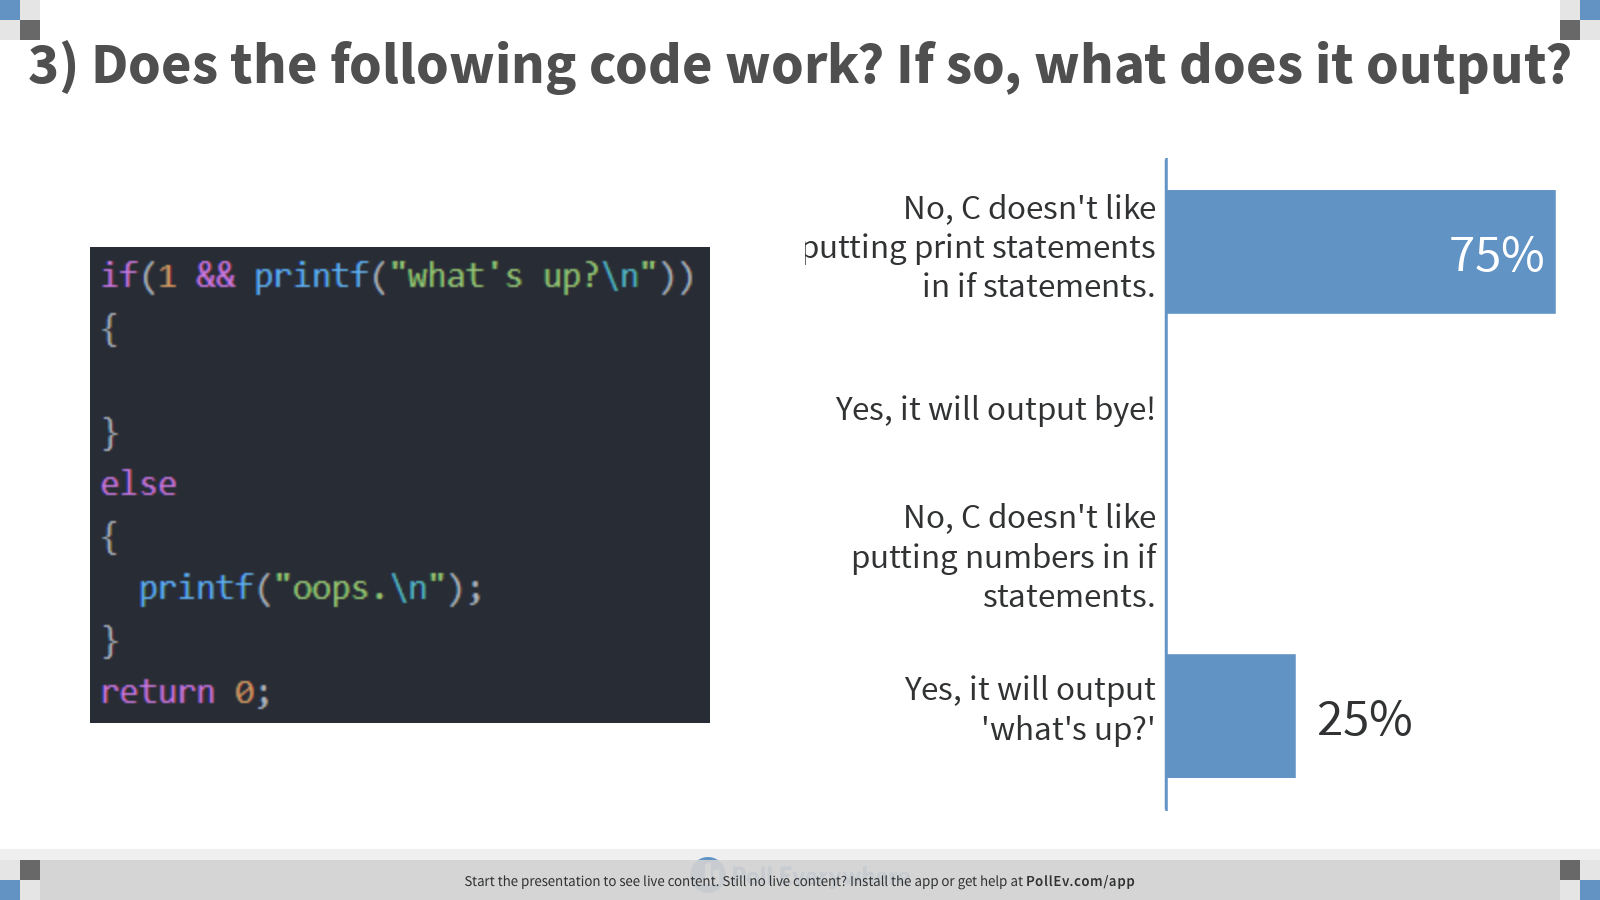 3) Does the following code work? If so, what does it output?
if(1 && printf("what's up?\n"))
{
}
else
{
printf("oops.\n");
}
return 0;
No, C doesn't like
putting print statements
in if statements.
75%
Yes, it will output bye!
No, C doesn't like
putting numbers in if
statements.
Yes, it will output
'what's up?'
25%
Start the presentation to see live content. Still no live content? Install the app or get help at PollEv.com/app